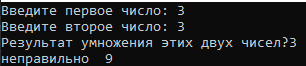 Введите первое число: 3
Введите второе число: 3
Результат умножения этих двух чисел?3
неправильно  9